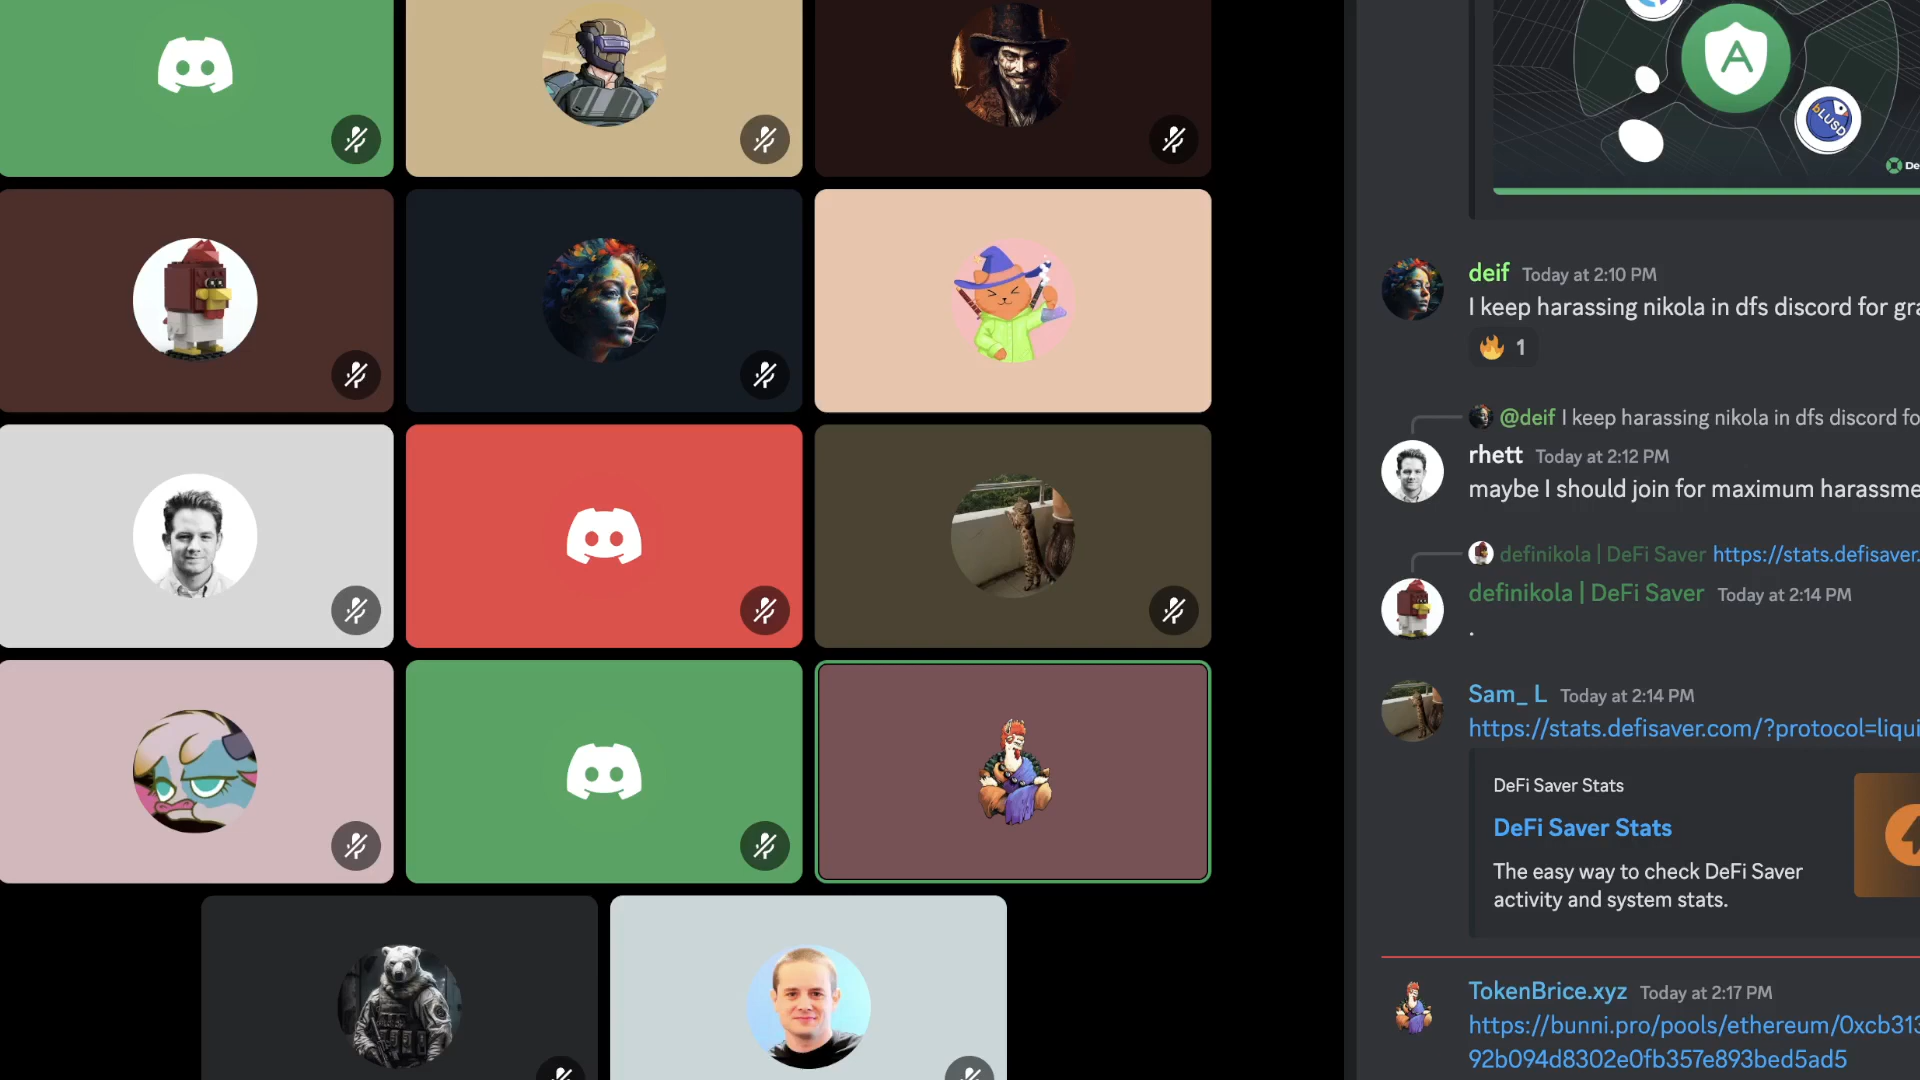 A
bLUSD
De
deif Today at 2:10 PM
I keep harassing nikola in dfs discord for gra
1
@deif I keep harassing nikola in dfs discord fo
rhett Today at 2:12 PM
maybe I should join for maximum harassme
definikola | DeFi Saver https://stats.defisaver.
definikola | DeFi Saver Today at 2:14 PM
.
Sam_ L Today at 2:14 PM
https://stats.defisaver.com/?protocol=liqui
DeFi Saver Stats
DeFi Saver Stats
The easy way to check DeFi Saver
activity and system stats.
TokenBrice.xyz Today at 2:17 PM
https://bunni.pro/pools/ethereum/0xcb313
92b094d8302e0fb357e893bed5ad5